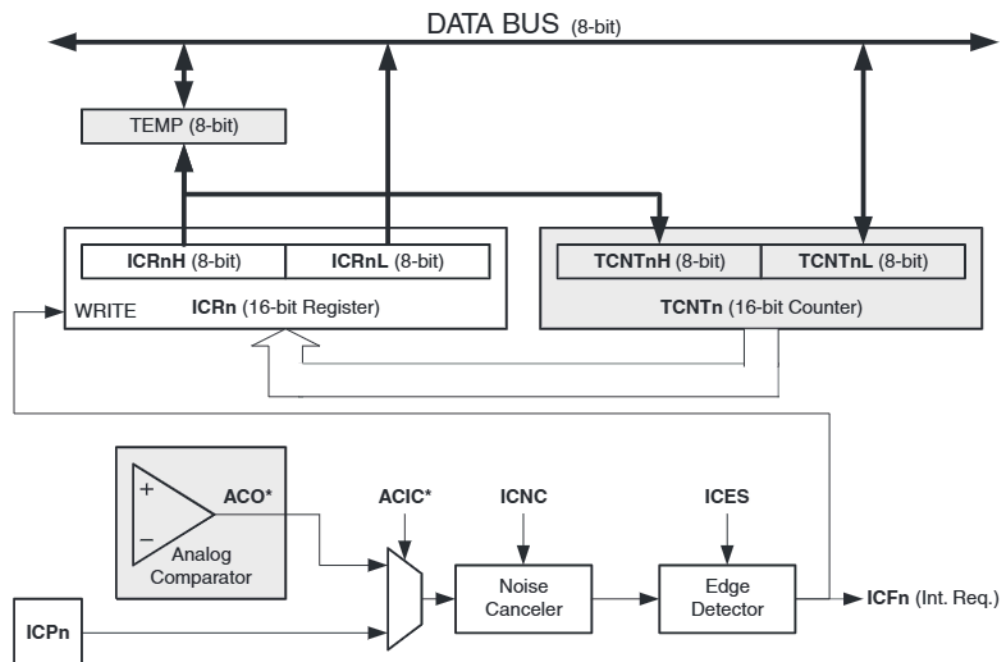 DATA BUS (8-bit)
TEMP (8-bit)
ICRnH (8-bit)
ICRnL (8-bit)
TCNTnH (8-bit)
TCNTnL (8-bit)
WRITE
ICRn (16-bit Register)
TCNTn (16-bit Counter)
+
−
ACO*
Analog
Comparator
ACIC*
ICNC
ICES
Noise
Canceler
Edge
Detector
ICFn (Int. Req.)
ICPn